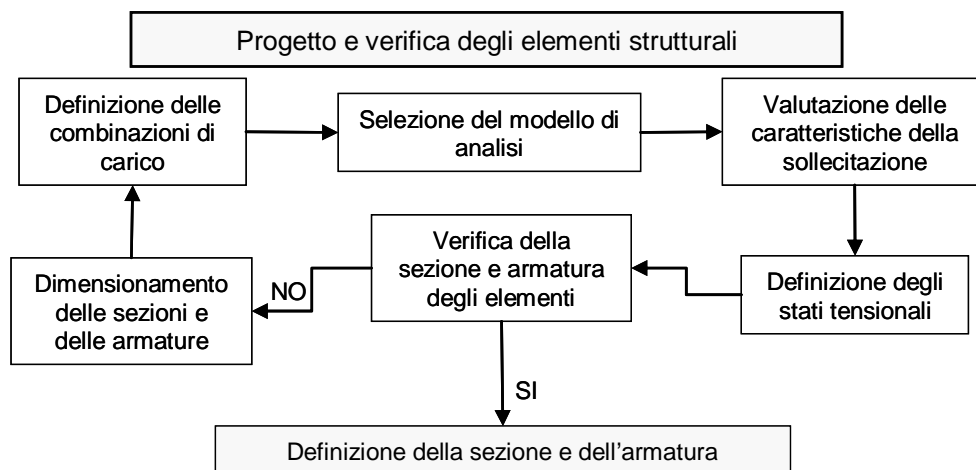 Progetto e verifica degli elementi strutturali
Definizione delle
combinazioni di
carico
Selezione del modello di
analisi
Valutazione delle
caratteristiche della
sollecitazione
Definizione degli
stati tensionali
Verifica della
sezione e armatura
degli elementi
NO
Dimensionamento
delle sezioni e
delle armature
SI
Definizione della sezione e dell'armatura